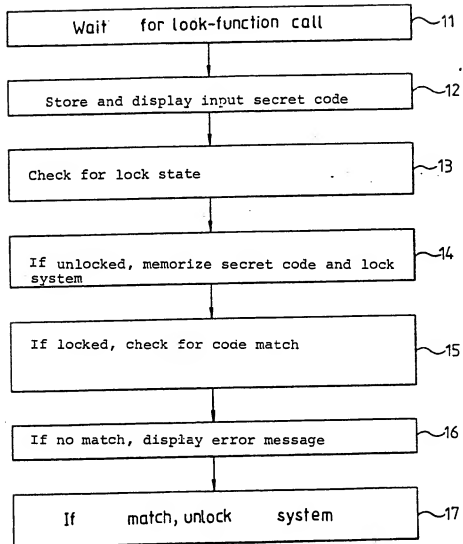 Wait for look-function call
11
Store and display input secret code
12
Check for lock state
13
If unlocked, memorize secret code and lock
system
14
If locked, check for code match
15
If no match, display error message
16
If match, unlock system
17